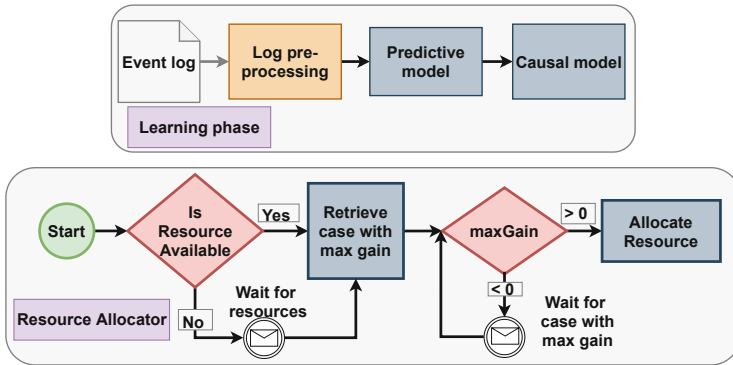 Event log
Log pre-
processing
Predictive
model
Causal model
Learning phase
Start
Is
Resource
Available
Yes
Retrieve
case with
max gain
maxGain
> 0
Allocate
Resource
No
Wait for
resources
< 0
Wait for
case with
max gain
Resource Allocator